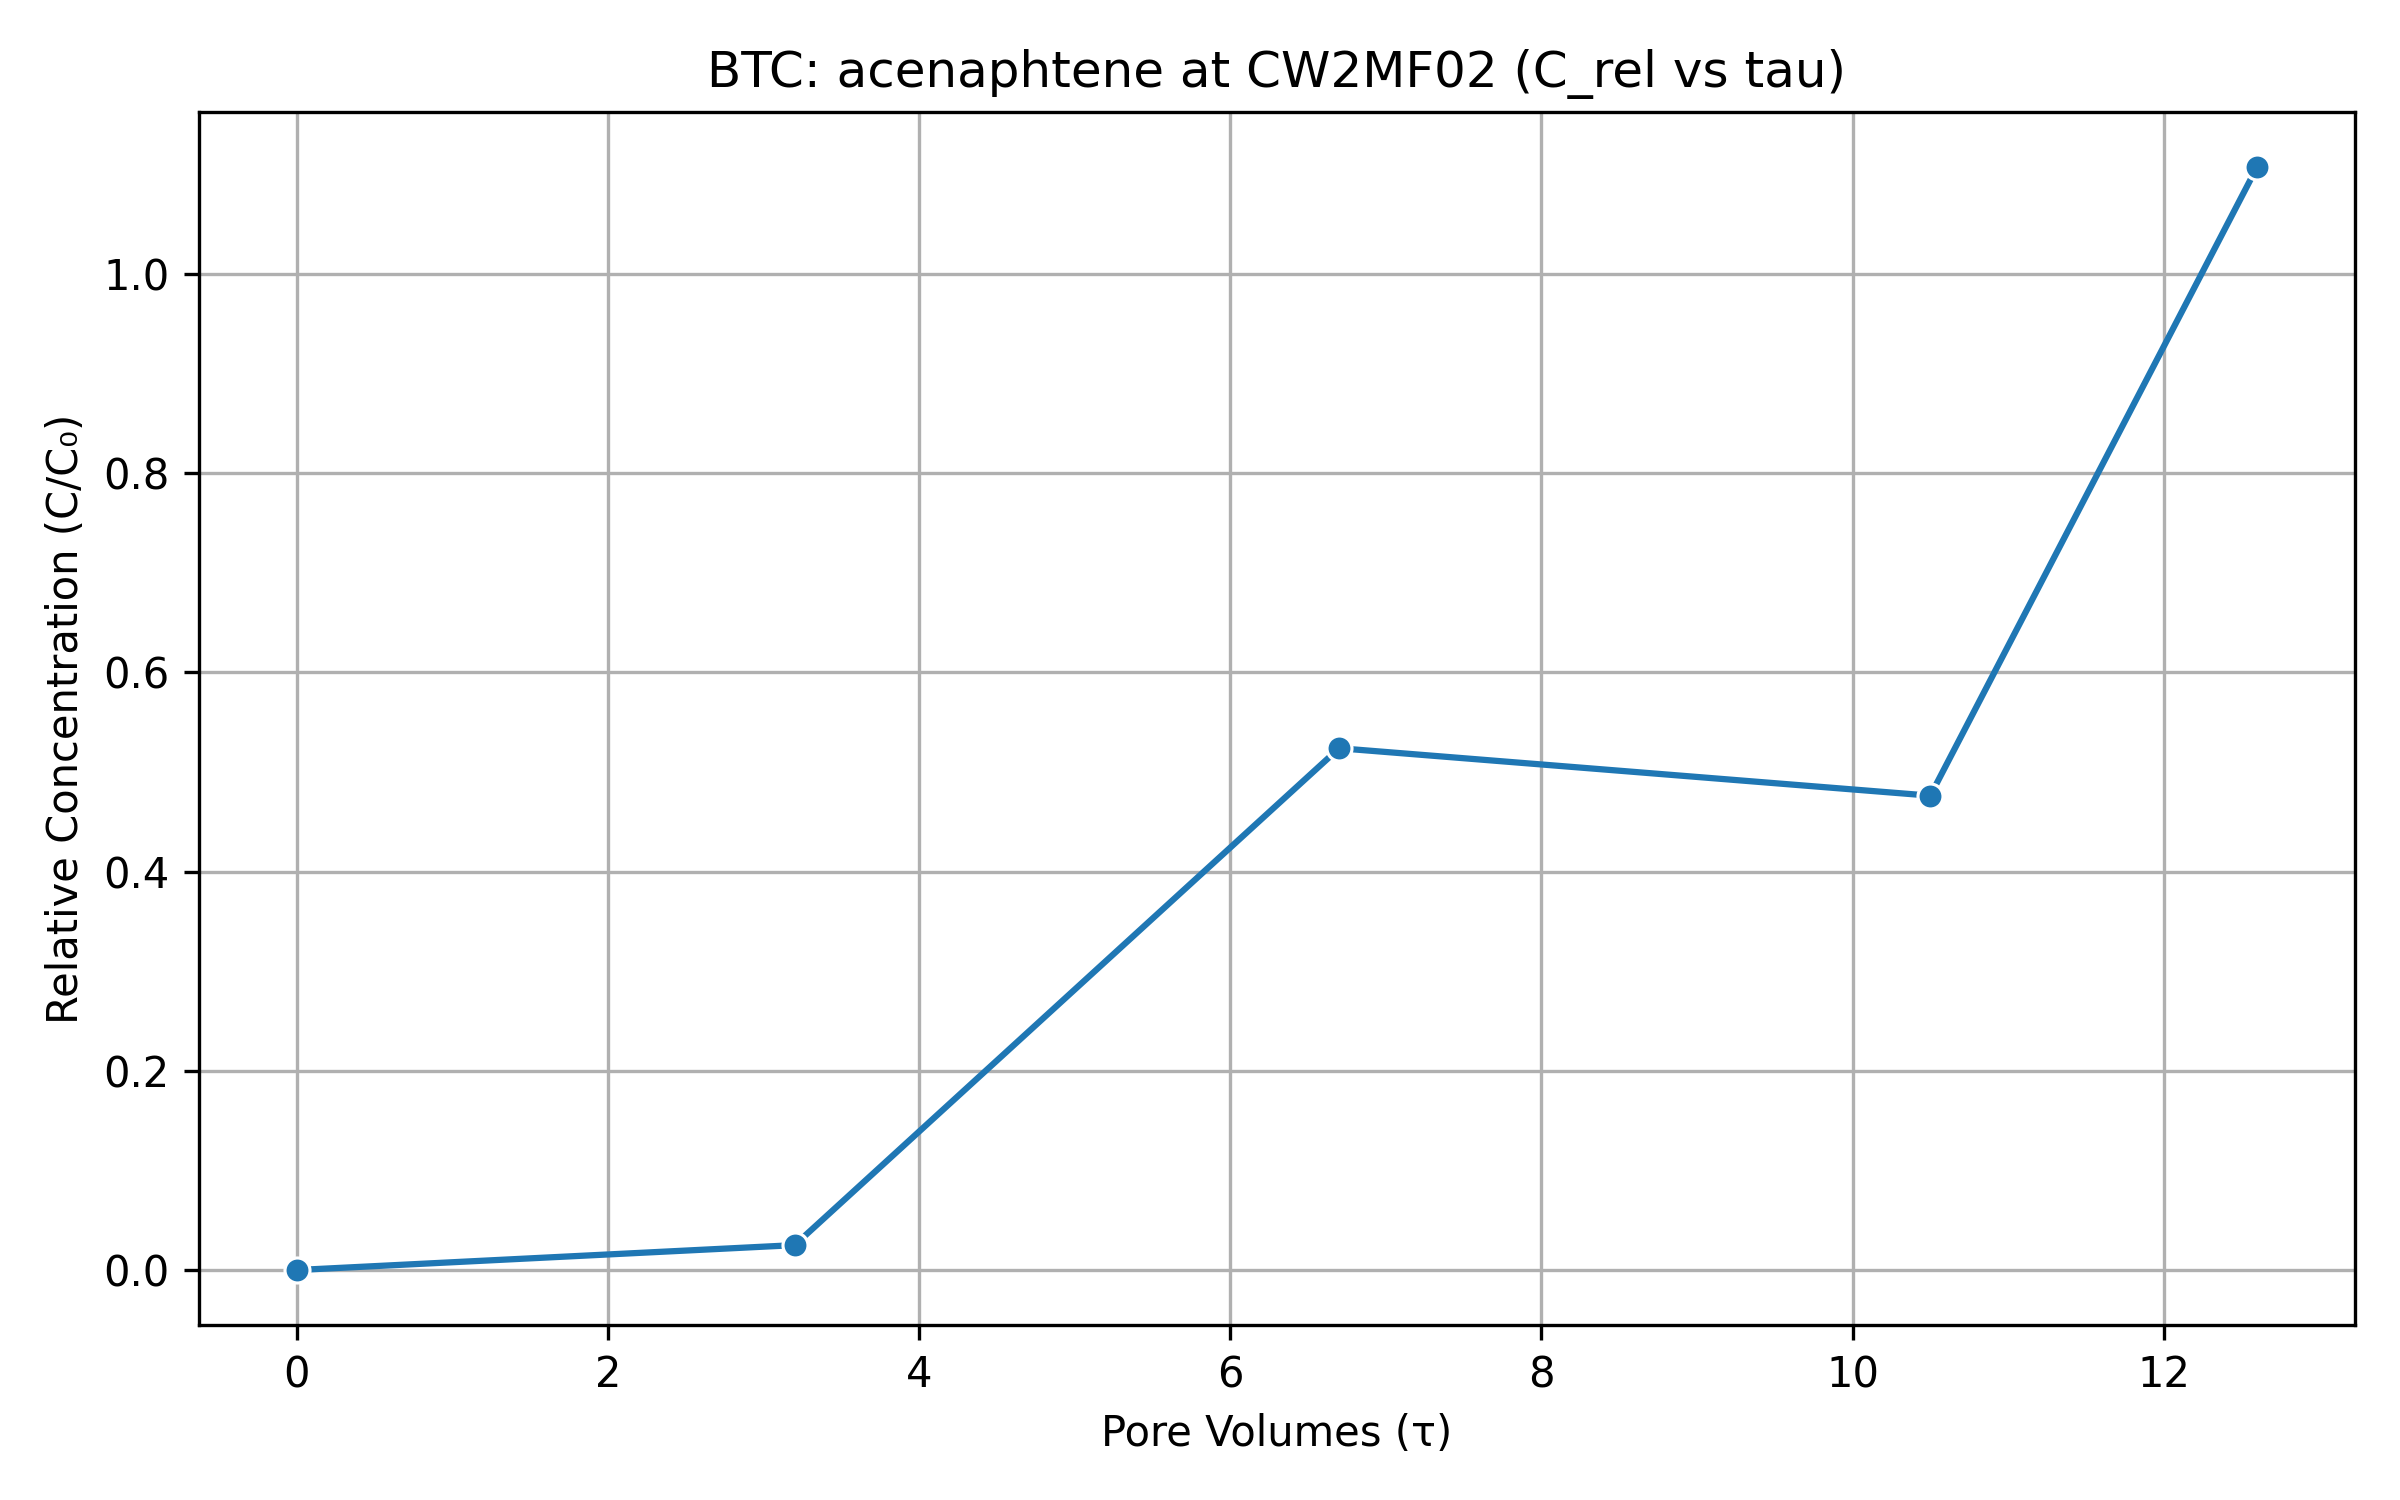 BTC: acenaphtene at CW2MF02 (C_rel vs tau)
Relative Concentration (C/C₀)
1.0
0.8
0.6
0.4
0.2
0.0
0 2 4 6 8 10 12
Pore Volumes (τ)